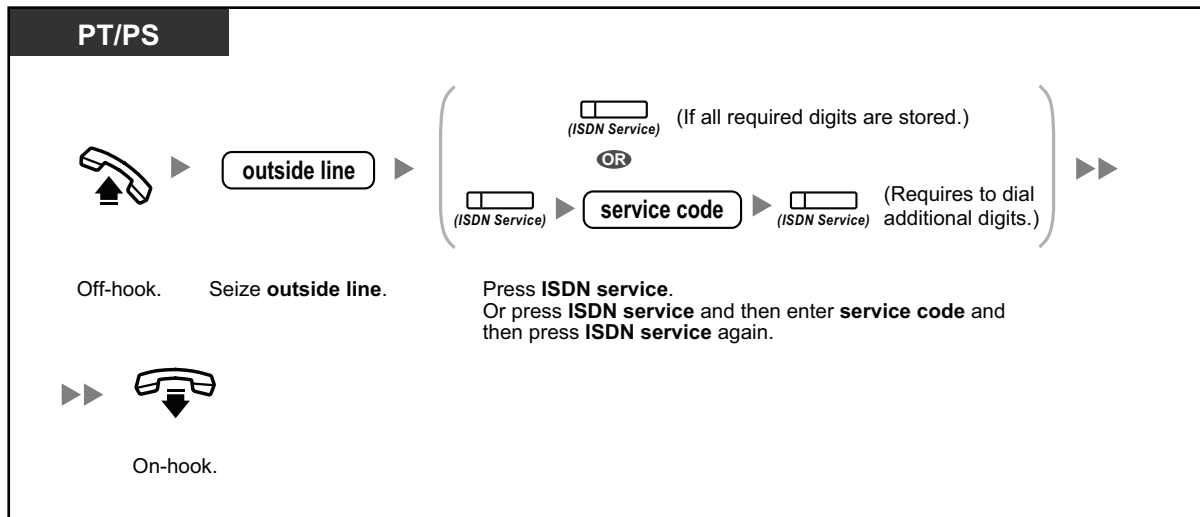 PT/PS
(ISDN Service) (If all required digits are stored.)
OR
outside line
(ISDN Service) service code (ISDN Service) (Requires to dial
additional digits.)
Off-hook.
Seize outside line.
Press ISDN service.
Or press ISDN service and then enter service code and
then press ISDN service again.
On-hook.